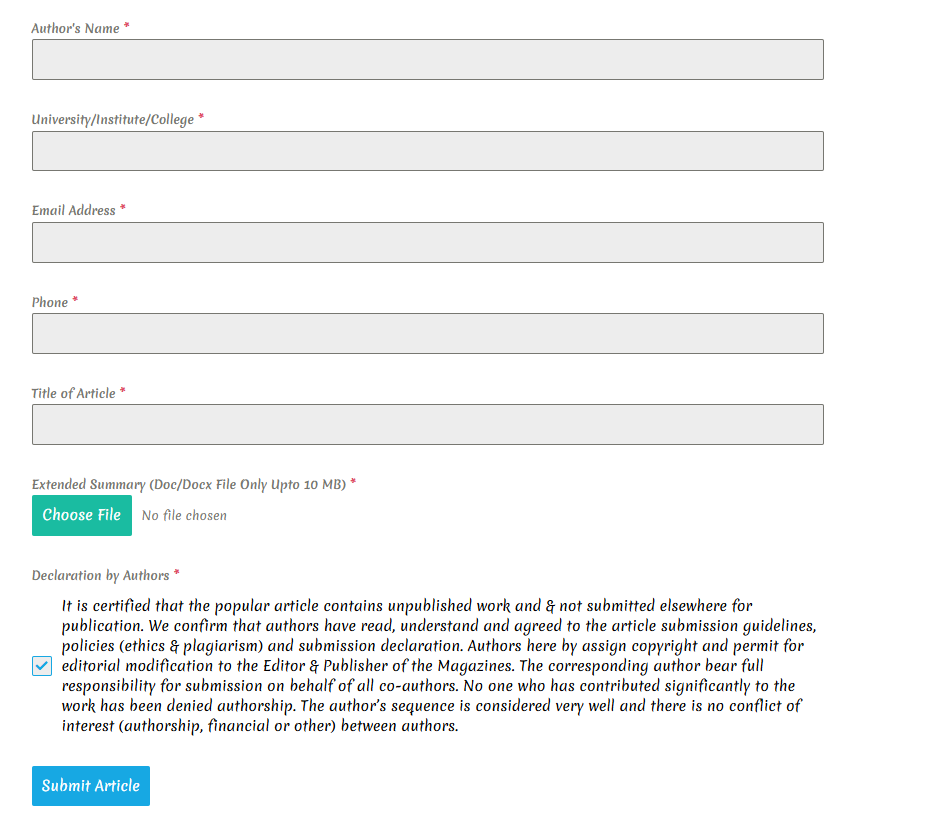 Author's Name *
University/Institute/College *
Email Address *
Phone *
Title of Article *
Extended Summary (Doc/Docx File Only Upto 10 MB) *
Choose File No file chosen
Declaration by Authors *
It is certified that the popular article contains unpublished work and & not submitted elsewhere for
publication. We confirm that authors have read, understand and agreed to the article submission guidelines,
policies (ethics & plagiarism) and submission declaration. Authors here by assign copyright and permit for
editorial modification to the Editor & Publisher of the Magazines. The corresponding author bear full
responsibility for submission on behalf of all co-authors. No one who has contributed significantly to the
work has been denied authorship. The author’s sequence is considered very well and there is no conflict of
interest (authorship, financial or other) between authors.
Submit Article